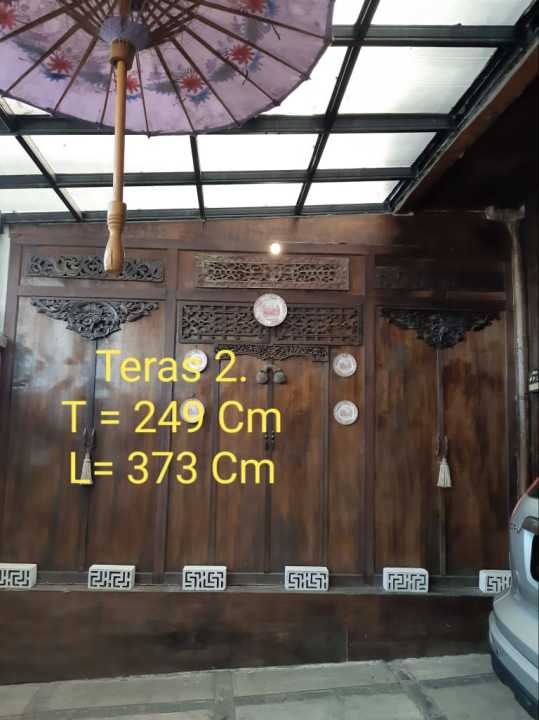 Teras 2.
T = 249 Cm
L= 373 Cm